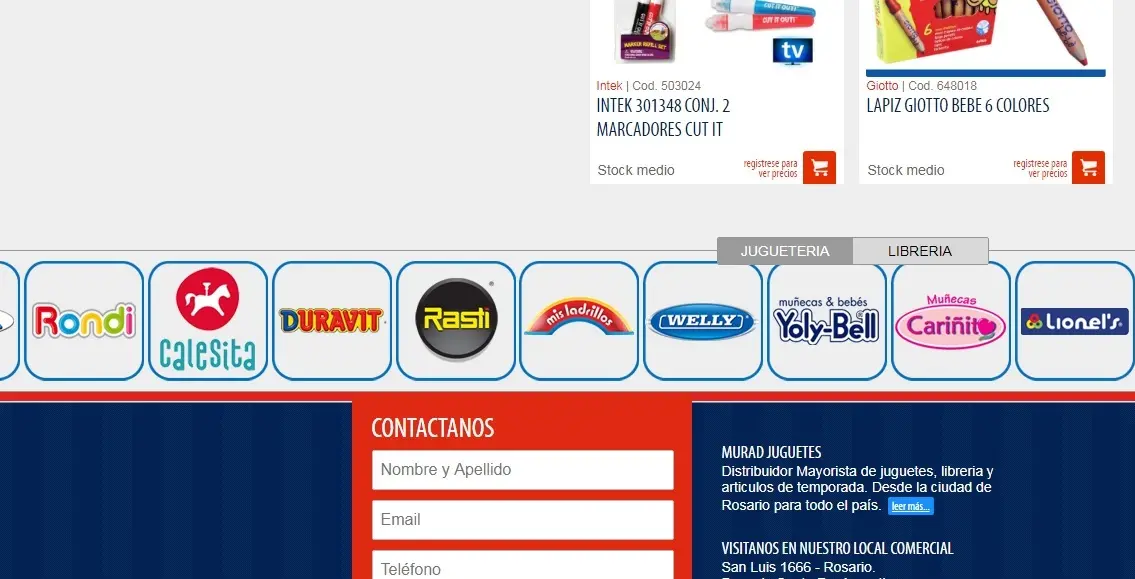 CUT IT OUT!
CUT IT OUT!
MARKER REFILL SET
tv
6
GIOTTO
Intek | Cod. 503024
INTEK 301348 CONJ. 2
MARCADORES CUT IT
Stock medio
registrese para
ver precios
Giotto | Cod. 648018
LAPIZ GIOTTO BEBE 6 COLORES
Stock medio
registrese para
ver precios
JUGUETERIA
LIBRERIA
Rondi
calesita
DURAVIT
Rasti
mis ladrillos
WELLY
muñecas & bebés
Yoly-Bell
Muñecas
Cariñito
Lionel's
CONTACTANOS
Nombre y Apellido
Email
Teléfono
MURAD JUGUETES
Distribuidor Mayorista de juguetes, libreria y
articulos de temporada. Desde la ciudad de
Rosario para todo el país. leer más...
VISITANOS EN NUESTRO LOCAL COMERCIAL
San Luis 1666 - Rosario.